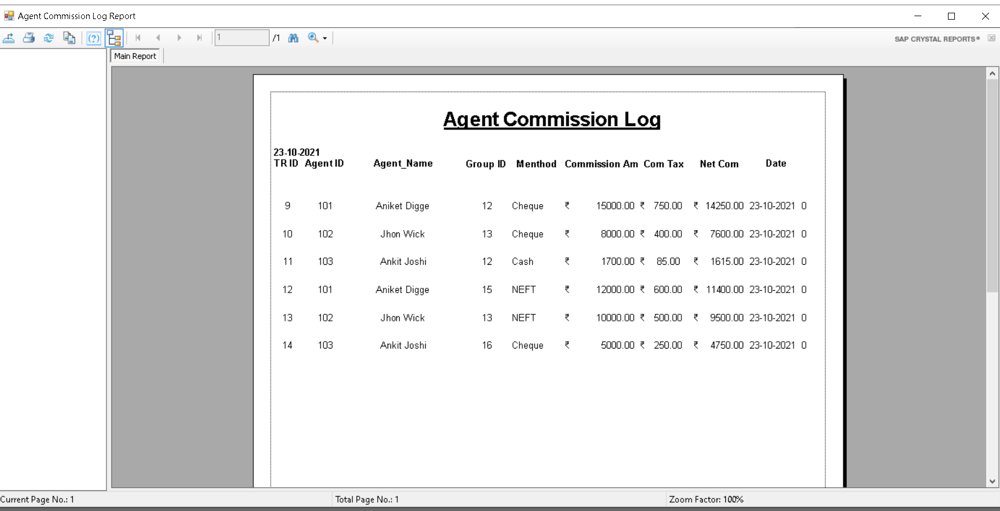 Agent Commission Log Report
1 /1 SAP CRYSTAL REPORTS®
Main Report
Agent Commission Log
23-10-2021
TR ID Agent ID Agent_Name Group ID Menthod Commission Am Com Tax Net Com Date
9 101 Aniket Digge 12 Cheque ₹ 15000.00 ₹ 750.00 ₹ 14250.00 23-10-2021 0
10 102 Jhon Wick 13 Cheque ₹ 8000.00 ₹ 400.00 ₹ 7600.00 23-10-2021 0
11 103 Ankit Joshi 12 Cash ₹ 1700.00 ₹ 85.00 ₹ 1615.00 23-10-2021 0
12 101 Aniket Digge 15 NEFT ₹ 12000.00 ₹ 600.00 ₹ 11400.00 23-10-2021 0
13 102 Jhon Wick 13 NEFT ₹ 10000.00 ₹ 500.00 ₹ 9500.00 23-10-2021 0
14 103 Ankit Joshi 16 Cheque ₹ 5000.00 ₹ 250.00 ₹ 4750.00 23-10-2021 0
Current Page No.: 1 Total Page No.: 1 Zoom Factor: 100%